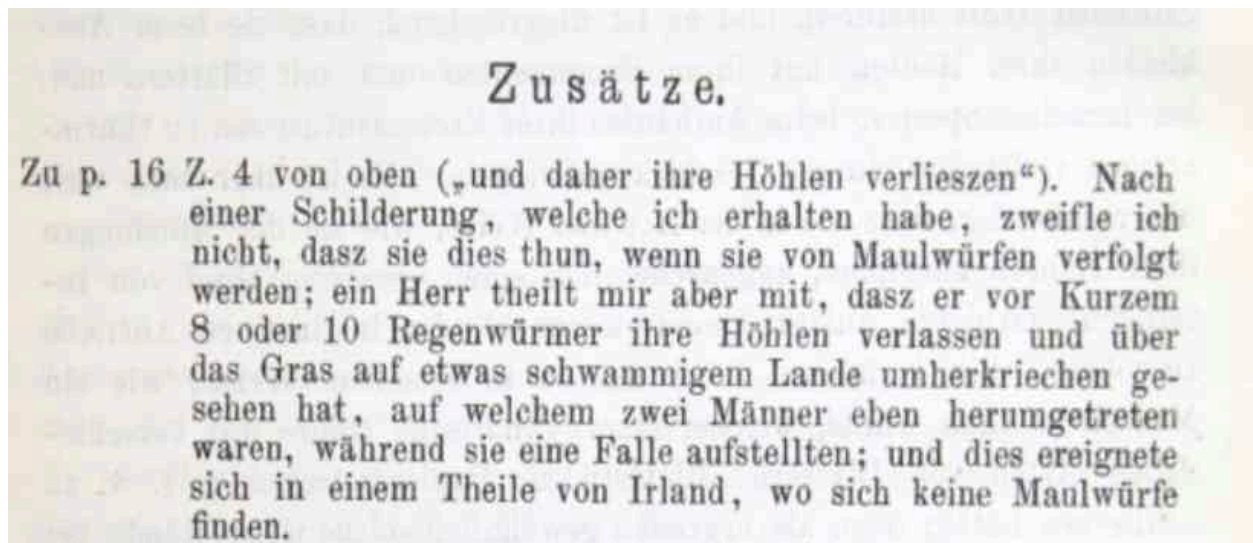 Zusätze.
Zu p. 16 Z. 4 von oben („und daher ihre Höhlen verlieszen“). Nach
einer Schilderung, welche ich erhalten habe, zweifle ich
nicht, dasz sie dies thun, wenn sie von Maulwürfen verfolgt
werden; ein Herr theilt mir aber mit, dasz er vor Kurzem
8 oder 10 Regenwürmer ihre Höhlen verlassen und über
das Gras auf etwas schwammigem Lande umherkriechen ge-
sehen hat, auf welchem zwei Männer eben herumgetreten
waren, während sie eine Falle aufstellten; und dies ereignete
sich in einem Theile von Irland, wo sich keine Maulwürfe
finden.